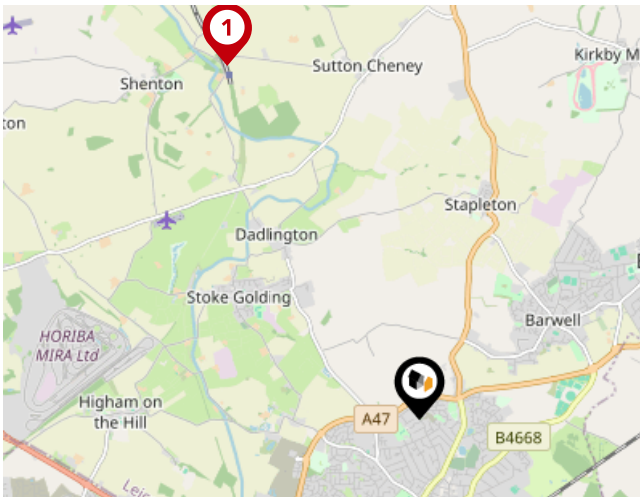 1
Sutton Cheney
Kirkby M
Shenton
ton
Stapleton
Dadlington
Stoke Golding
Barwell
HORIBA
MIRA Ltd
Higham on
the Hill
A47
B4668
Leic